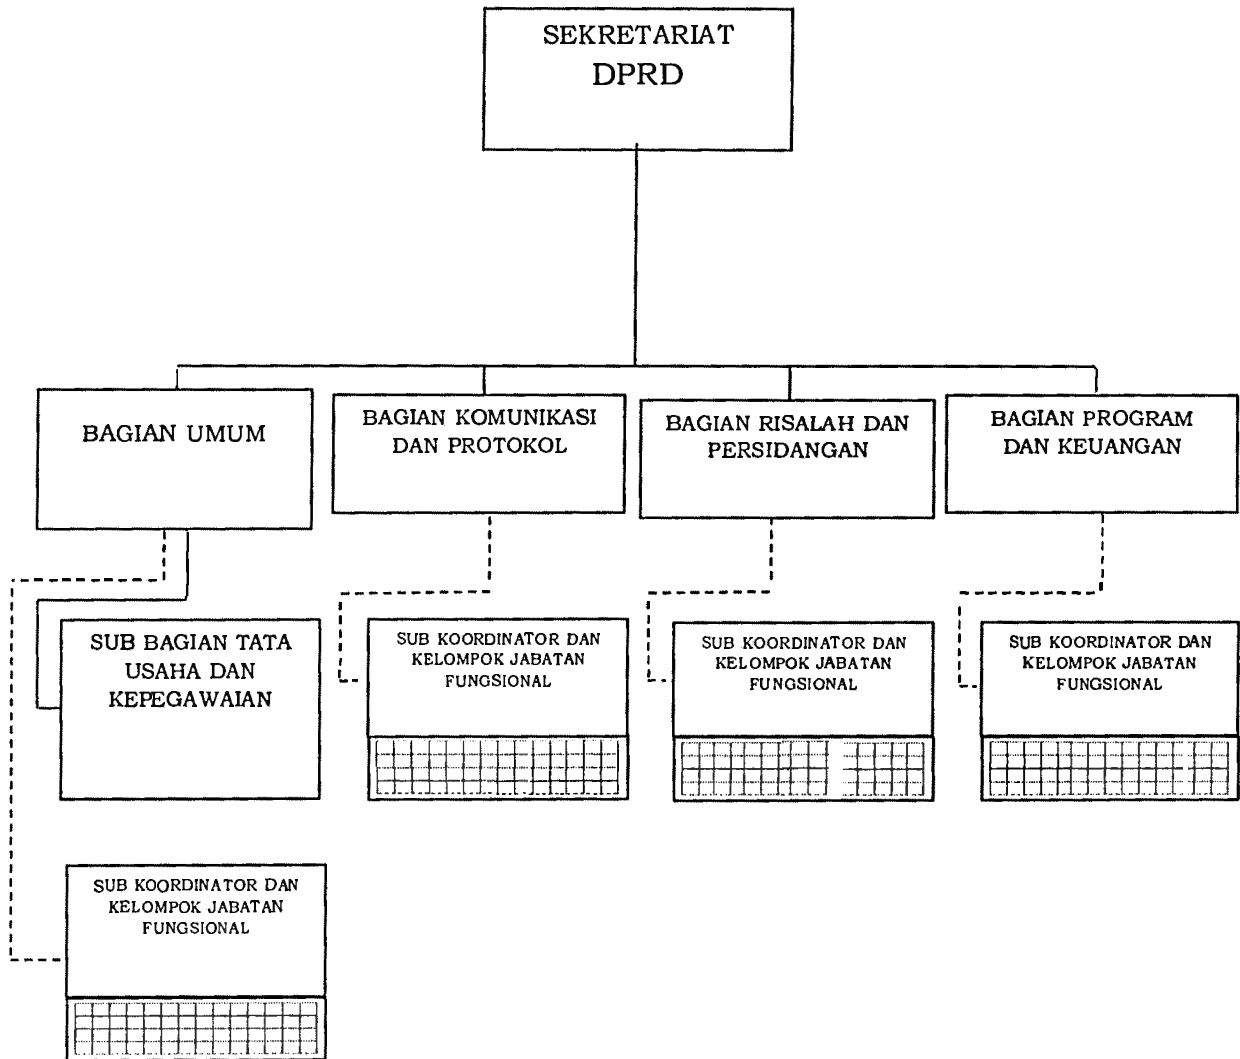 SEKRETARIAT
DPRD
BAGIAN UMUM
BAGIAN KOMUNIKASI
DAN PROTOKOL
BAGIAN RISALAH DAN
PERSIDANGAN
BAGIAN PROGRAM
DAN KEUANGAN
SUB BAGIAN TATA
USAHA DAN
KEPEGAWAIAN
SUB KOORDINATOR DAN
KELOMPOK JABATAN
FUNGSIONAL
SUB KOORDINATOR DAN
KELOMPOK JABATAN
FUNGSIONAL
SUB KOORDINATOR DAN
KELOMPOK JABATAN
FUNGSIONAL
SUB KOORDINATOR DAN
KELOMPOK JABATAN
FUNGSIONAL